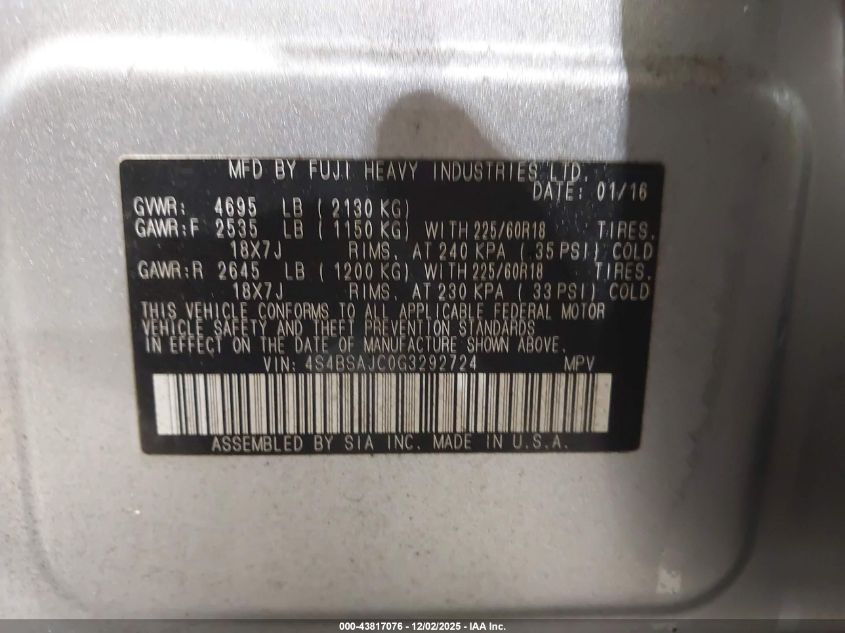 MFD BY FUJI HEAVY INDUSTRIES LTD.
DATE: 01/16
GVWR: 4695 LB (2130 KG)
GAWR:F 2535 LB (1150 KG) WITH 225/60R18 TIRES,
18X7J RIMS, AT 240 KPA (35 PSI) COLD
GAWR:R 2645 LB (1200 KG) WITH 225/60R18 TIRES,
18X7J RIMS, AT 230 KPA (33 PSI) COLD
THIS VEHICLE CONFORMS TO ALL APPLICABLE FEDERAL MOTOR
VEHICLE SAFETY AND THEFT PREVENTION STANDARDS
IN EFFECT ON THE DATE OF MANUFACTURE SHOWN ABOVE.
VIN: 4S4BSAJC0G3292724 MPV
ASSEMBLED BY SIA INC. MADE IN U.S.A.
000-43817076 - 12/02/2025 - IAA Inc.